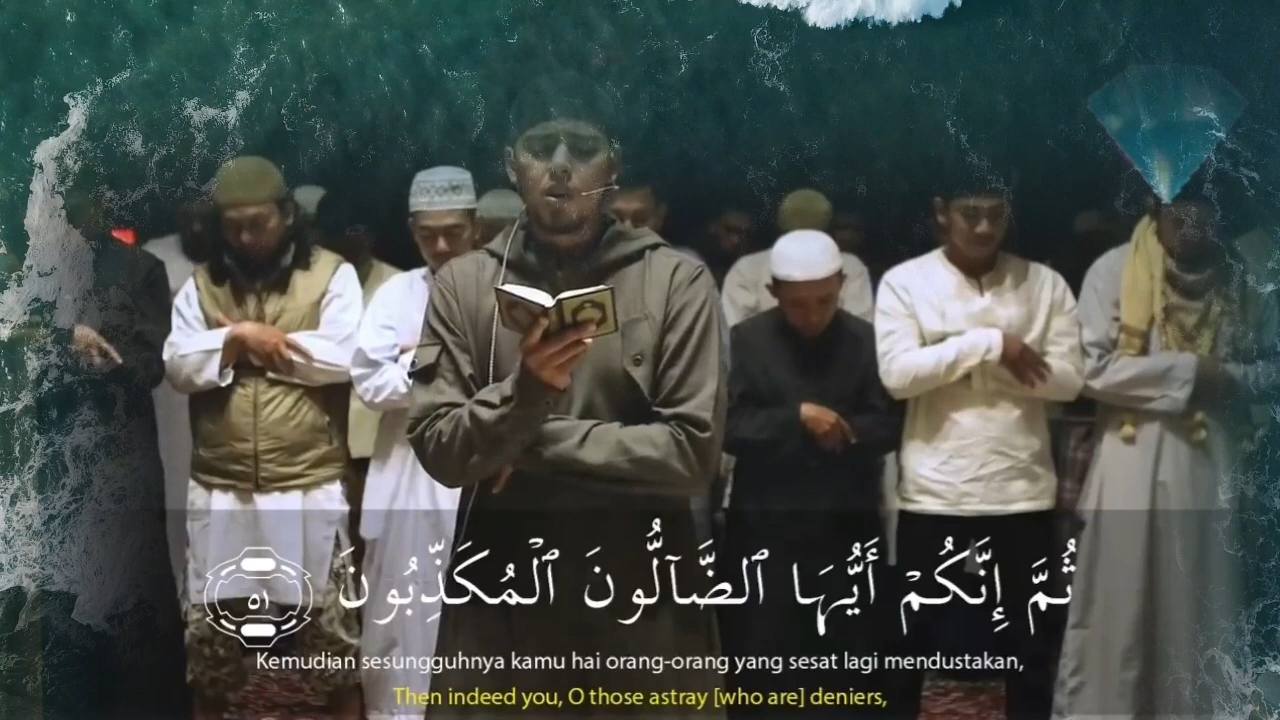 ثُمَّ إِنَّكُمْ أَيُّهَا ٱلضَّآلُّونَ ٱلْمُكَذِّبُونَ ٥١
Kemudian sesungguhnya kamu hai orang-orang yang sesat lagi mendustakan,
Then indeed you, O those astray [who are] deniers,